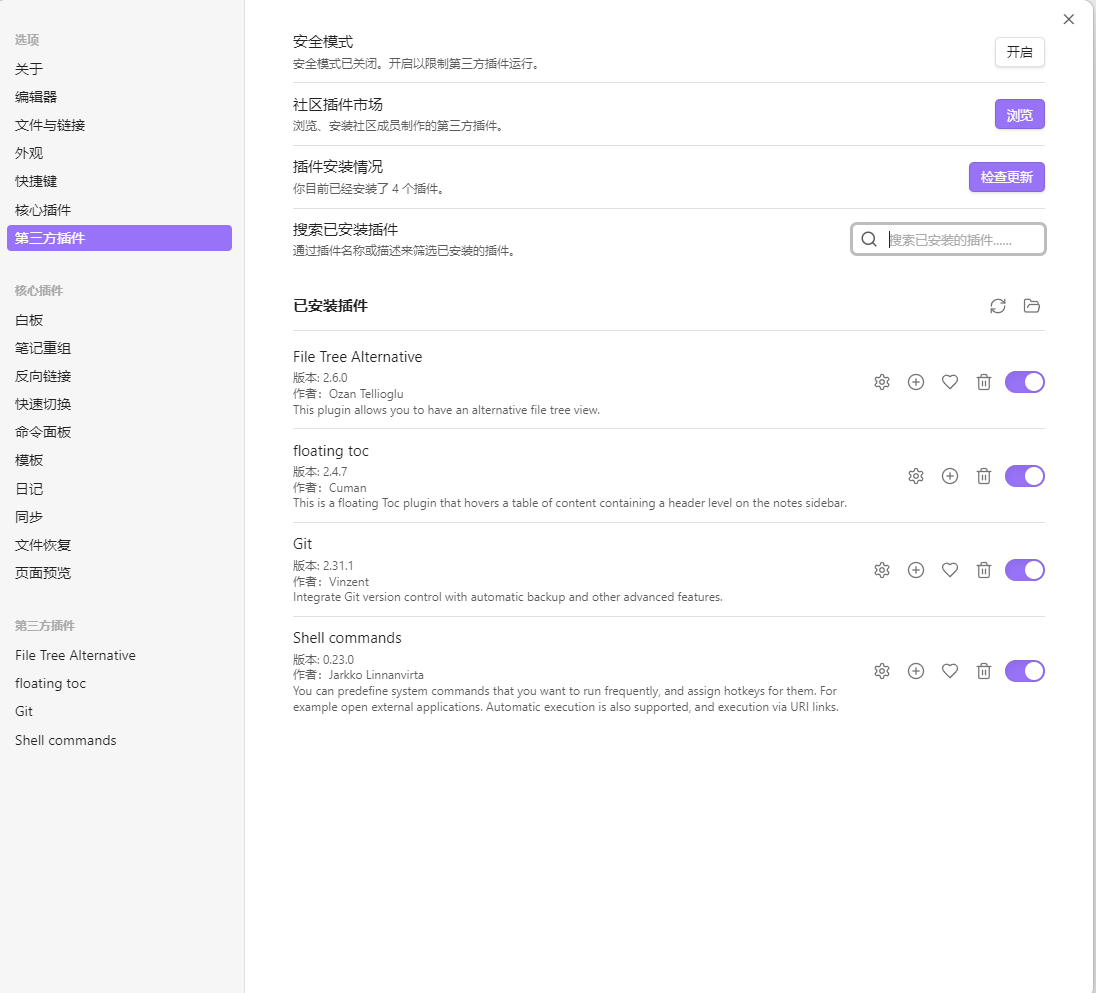 选项
关于
编辑器
文件与链接
外观
快捷键
核心插件
第三方插件
核心插件
白板
笔记重组
反向链接
快速切换
命令面板
模板
日记
同步
文件恢复
页面预览
第三方插件
File Tree Alternative
floating toc
Git
Shell commands
安全模式
安全模式已关闭。开启以限制第三方插件运行。
开启
社区插件市场
浏览、安装社区成员制作的第三方插件。
浏览
插件安装情况
你目前已经安装了 4 个插件。
检查更新
搜索已安装插件
通过插件名称或描述来筛选已安装的插件。
搜索已安装的插件......
已安装插件
File Tree Alternative
版本: 2.6.0
作者：Ozan Tellioglu
This plugin allows you to have an alternative file tree view.
floating toc
版本: 2.4.7
作者：Cuman
This is a floating Toc plugin that hovers a table of content containing a header level on the notes sidebar.
Git
版本: 2.31.1
作者：Vinzent
Integrate Git version control with automatic backup and other advanced features.
Shell commands
版本: 0.23.0
作者：Jarkko Linnanvirta
You can predefine system commands that you want to run frequently, and assign hotkeys for them. For
example open external applications. Automatic execution is also supported, and execution via URI links.